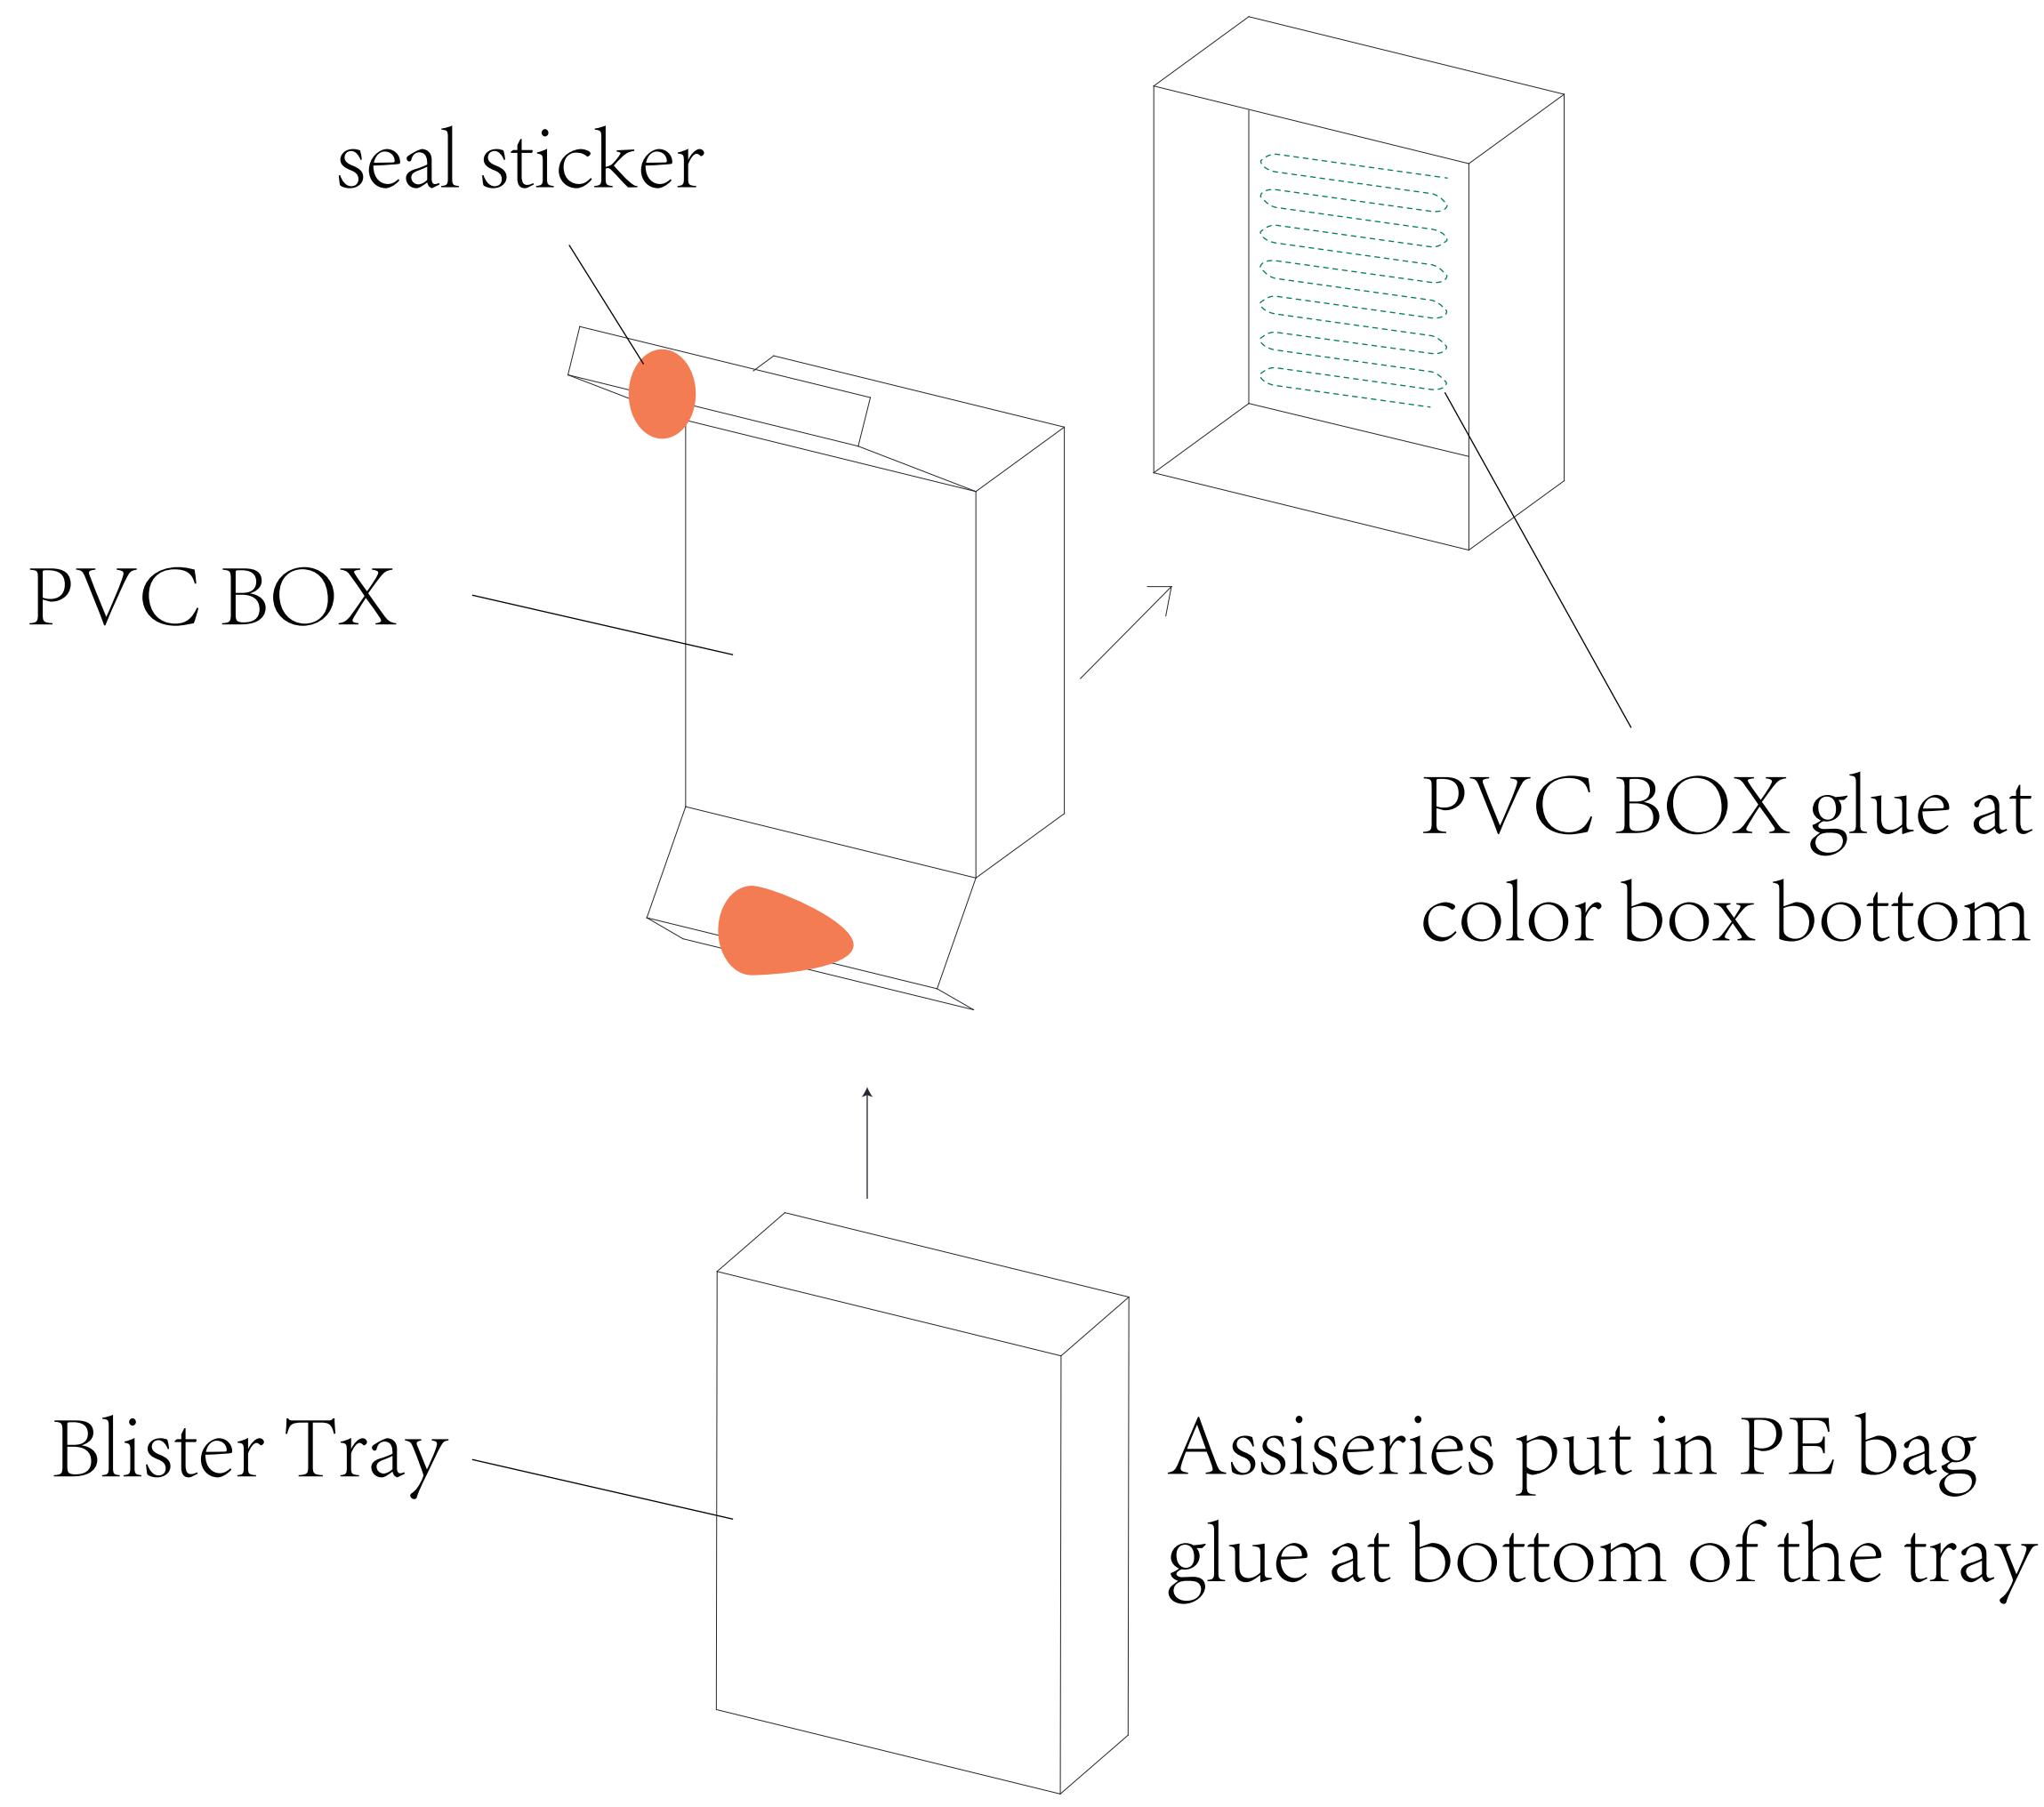 seal sticker
PVC BOX
PVC BOX glue at
color box bottom
Blister Tray
Assiseries put in PE bag
glue at bottom of the tray